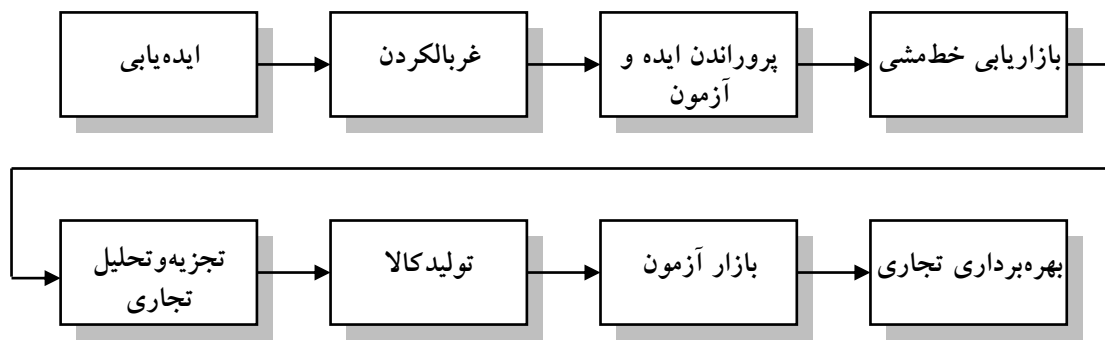 ایده‌یابی
غربالکردن
پروراندن ایده و
آزمون
بازاریابی خط‌مشی
تجزیه‌وتحلیل
تجاری
تولیدکالا
بازار آزمون
بهره‌برداری تجاری